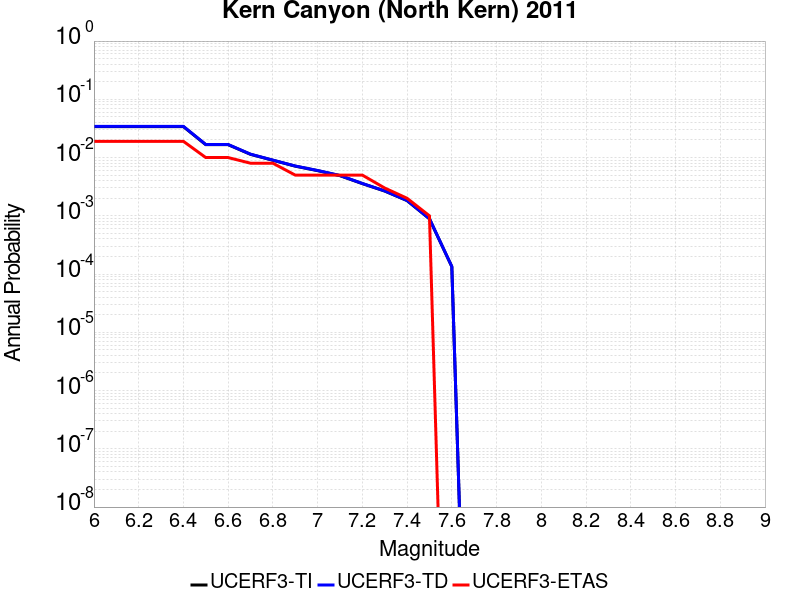 Kern Canyon (North Kern) 2011
10^0
10^-1
10^-2
10^-3
10^-4
10^-5
10^-6
10^-7
10^-8
Annual Probability
6 6.2 6.4 6.6 6.8 7 7.2 7.4 7.6 7.8 8 8.2 8.4 8.6 8.8 9
Magnitude
UCERF3-TI UCERF3-TD UCERF3-ETAS